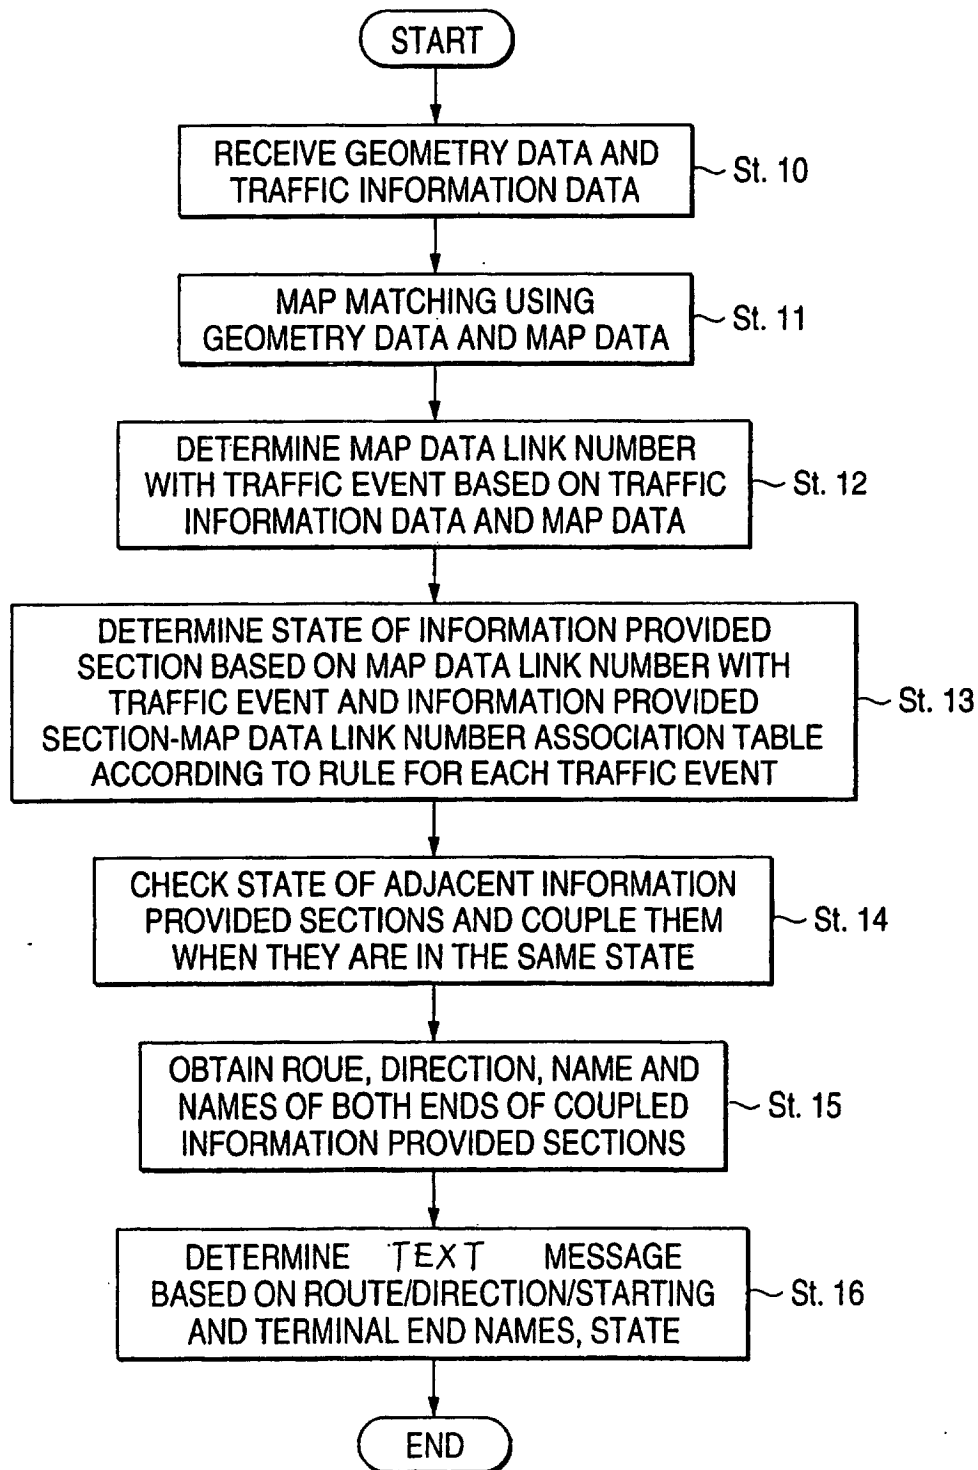 START
RECEIVE GEOMETRY DATA AND
TRAFFIC INFORMATION DATA
St. 10
MAP MATCHING USING
GEOMETRY DATA AND MAP DATA
St. 11
DETERMINE MAP DATA LINK NUMBER
WITH TRAFFIC EVENT BASED ON TRAFFIC
INFORMATION DATA AND MAP DATA
St. 12
DETERMINE STATE OF INFORMATION PROVIDED
SECTION BASED ON MAP DATA LINK NUMBER WITH
TRAFFIC EVENT AND INFORMATION PROVIDED
SECTION-MAP DATA LINK NUMBER ASSOCIATION TABLE
ACCORDING TO RULE FOR EACH TRAFFIC EVENT
St. 13
CHECK STATE OF ADJACENT INFORMATION
PROVIDED SECTIONS AND COUPLE THEM
WHEN THEY ARE IN THE SAME STATE
St. 14
OBTAIN ROUE, DIRECTION, NAME AND
NAMES OF BOTH ENDS OF COUPLED
INFORMATION PROVIDED SECTIONS
St. 15
DETERMINE TEXT MESSAGE
BASED ON ROUTE/DIRECTION/STARTING
AND TERMINAL END NAMES, STATE
St. 16
END